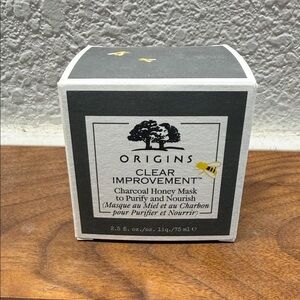 ORIGINS
CLEAR
IMPROVEMENT™
Charcoal Honey Mask
to Purify and Nourish
(Masque au Miel et au Charbon
pour Purifier et Nourrir)
2.5 fl. oz./oz. liq./75 ml ℮